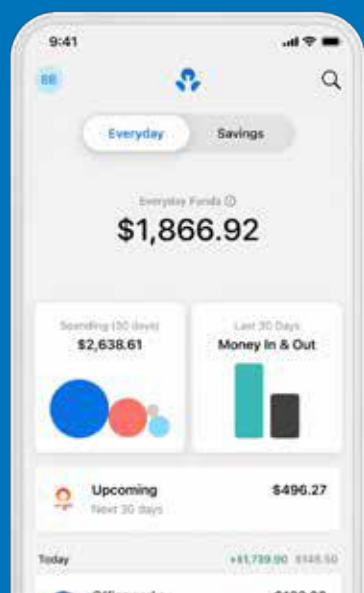 9:41
BB
Everyday Savings
Everyday Funds
$1,866.92
Spending (30 days)
$2,638.61
Last 30 Days
Money In & Out
Upcoming
Next 30 days
$496.27
Today
+$1,739.90